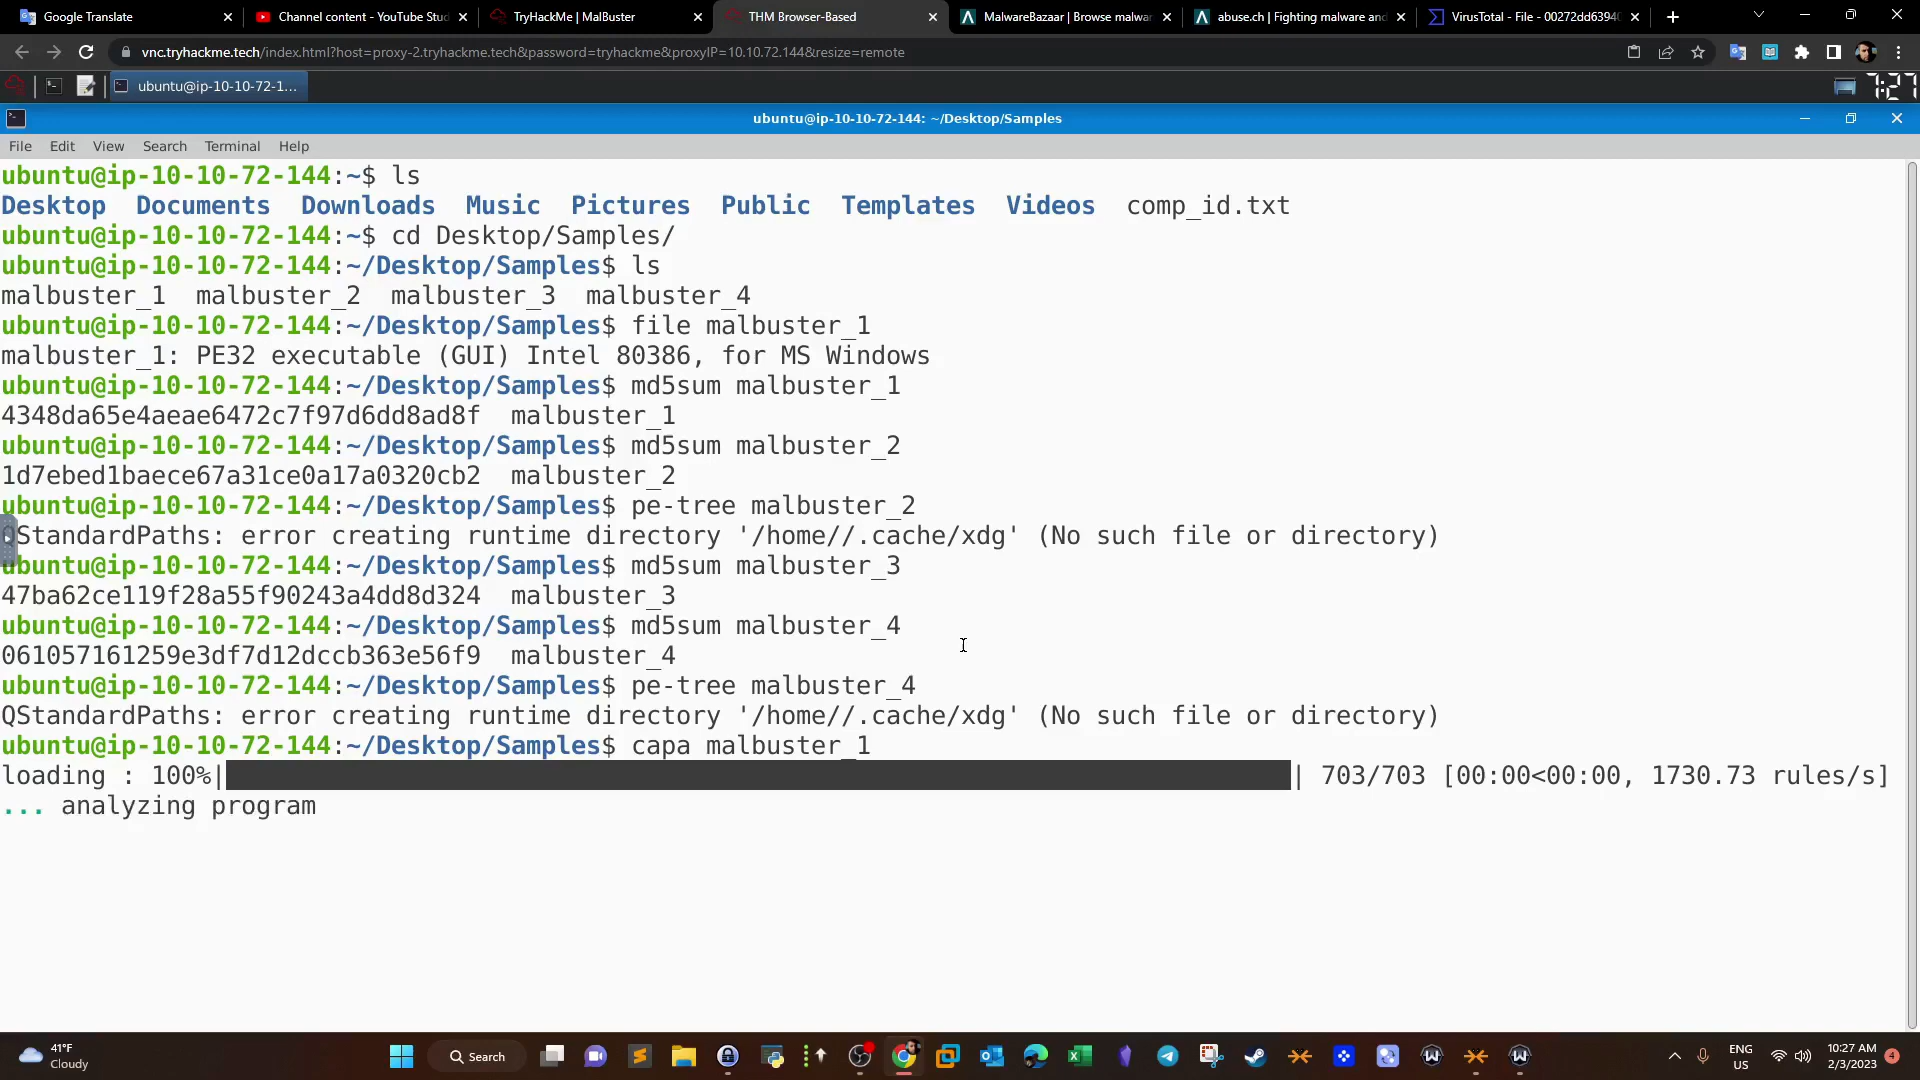 Google Translate
Channel content - YouTube Stud
TryHackMe | MalBuster
THM Browser-Based
MalwareBazaar | Browse malwar
abuse.ch | Fighting malware and
VirusTotal - File - 00272dd6394
vnc.tryhackme.tech/index.html?host=proxy-2.tryhackme.tech&password=tryhackme&proxyIP=10.10.72.144&resize=remote
ubuntu@ip-10-10-72-1...
ubuntu@ip-10-10-72-144: ~/Desktop/Samples
File Edit View Search Terminal Help
ubuntu@ip-10-10-72-144:~$ ls
Desktop Documents Downloads Music Pictures Public Templates Videos comp_id.txt
ubuntu@ip-10-10-72-144:~$ cd Desktop/Samples/
ubuntu@ip-10-10-72-144:~/Desktop/Samples$ ls
malbuster_1 malbuster_2 malbuster_3 malbuster_4
ubuntu@ip-10-10-72-144:~/Desktop/Samples$ file malbuster_1
malbuster_1: PE32 executable (GUI) Intel 80386, for MS Windows
ubuntu@ip-10-10-72-144:~/Desktop/Samples$ md5sum malbuster_1
4348da65e4aeae6472c7f97d6dd8ad8f malbuster_1
ubuntu@ip-10-10-72-144:~/Desktop/Samples$ md5sum malbuster_2
1d7ebed1baece67a31ce0a17a0320cb2 malbuster_2
ubuntu@ip-10-10-72-144:~/Desktop/Samples$ pe-tree malbuster_2
QStandardPaths: error creating runtime directory '/home//.cache/xdg' (No such file or directory)
ubuntu@ip-10-10-72-144:~/Desktop/Samples$ md5sum malbuster_3
47ba62ce119f28a55f90243a4dd8d324 malbuster_3
ubuntu@ip-10-10-72-144:~/Desktop/Samples$ md5sum malbuster_4
061057161259e3df7d12dccb363e56f9 malbuster_4
ubuntu@ip-10-10-72-144:~/Desktop/Samples$ pe-tree malbuster_4
QStandardPaths: error creating runtime directory '/home//.cache/xdg' (No such file or directory)
ubuntu@ip-10-10-72-144:~/Desktop/Samples$ capa malbuster_1
loading : 100%| | 703/703 [00:00<00:00, 1730.73 rules/s]
... analyzing program
41°F
Cloudy
Search
ENG
US
10:27 AM
2/3/2023
4